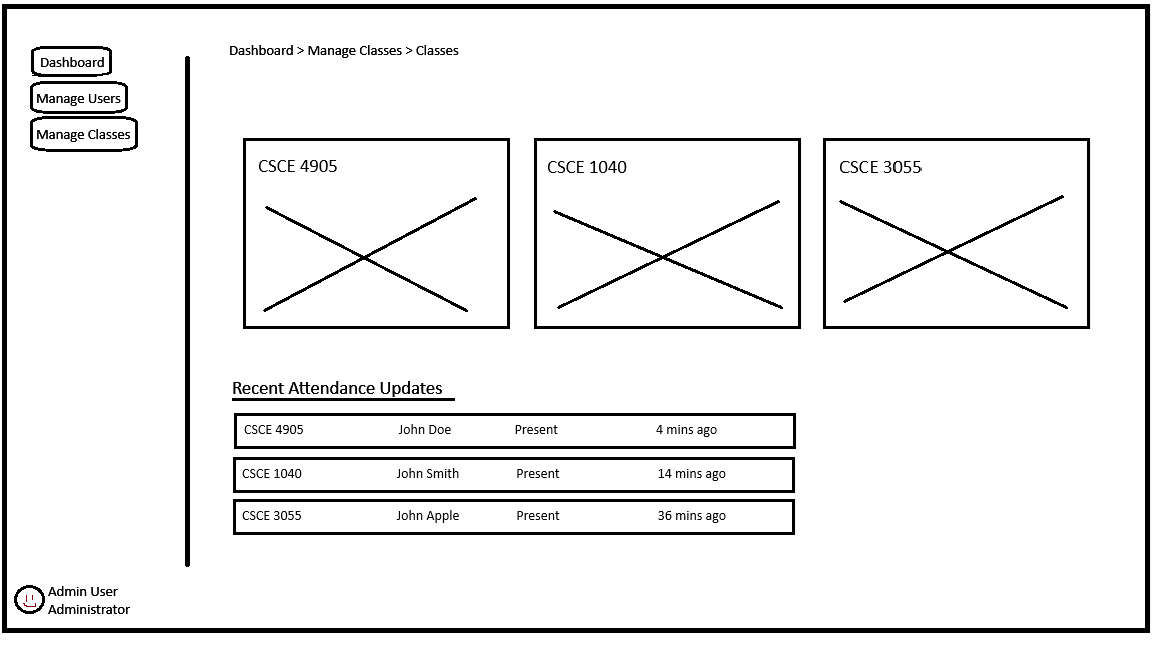 Dashboard
Manage Users
Manage Classes
Dashboard > Manage Classes > Classes
CSCE 4905
CSCE 1040
CSCE 3055
Recent Attendance Updates
CSCE 4905 John Doe Present 4 mins ago
CSCE 1040 John Smith Present 14 mins ago
CSCE 3055 John Apple Present 36 mins ago
Admin User
Administrator